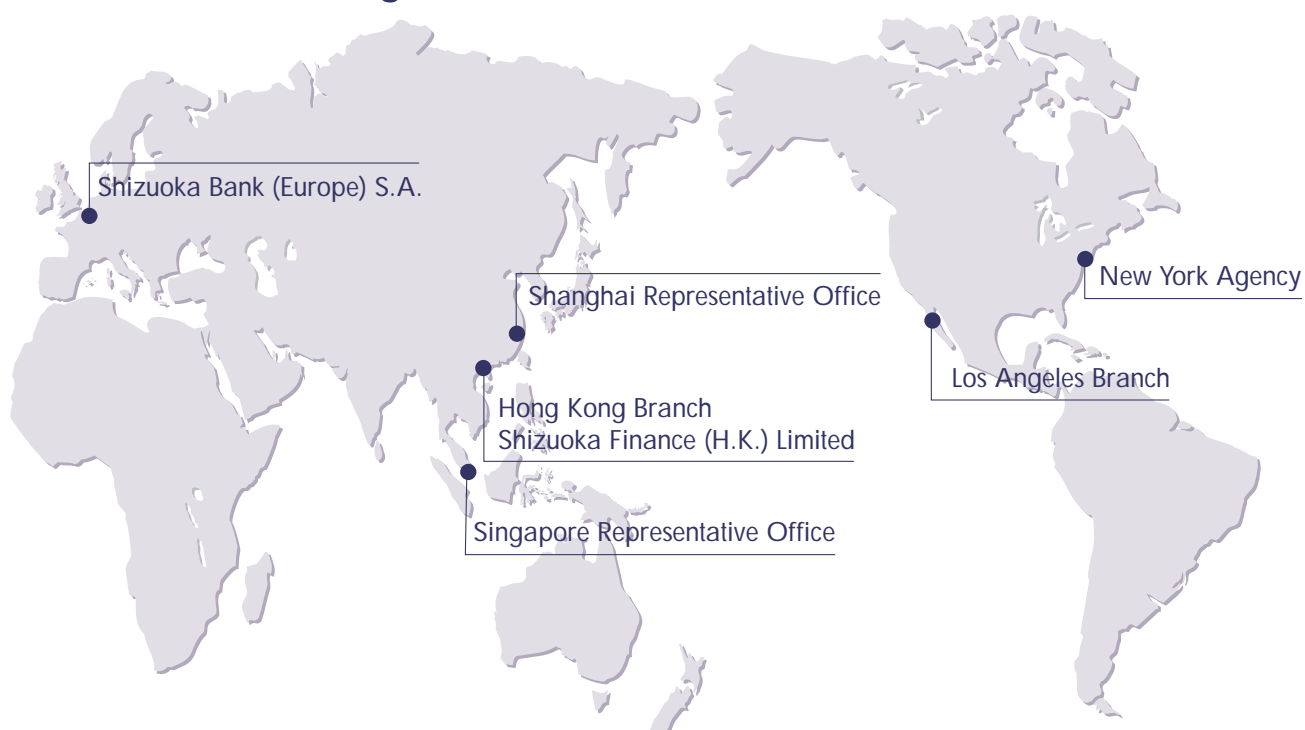 Shizuoka Bank (Europe) S.A.
Shanghai Representative Office
New York Agency
Los Angeles Branch
Hong Kong Branch
Shizuoka Finance (H.K.) Limited
Singapore Representative Office